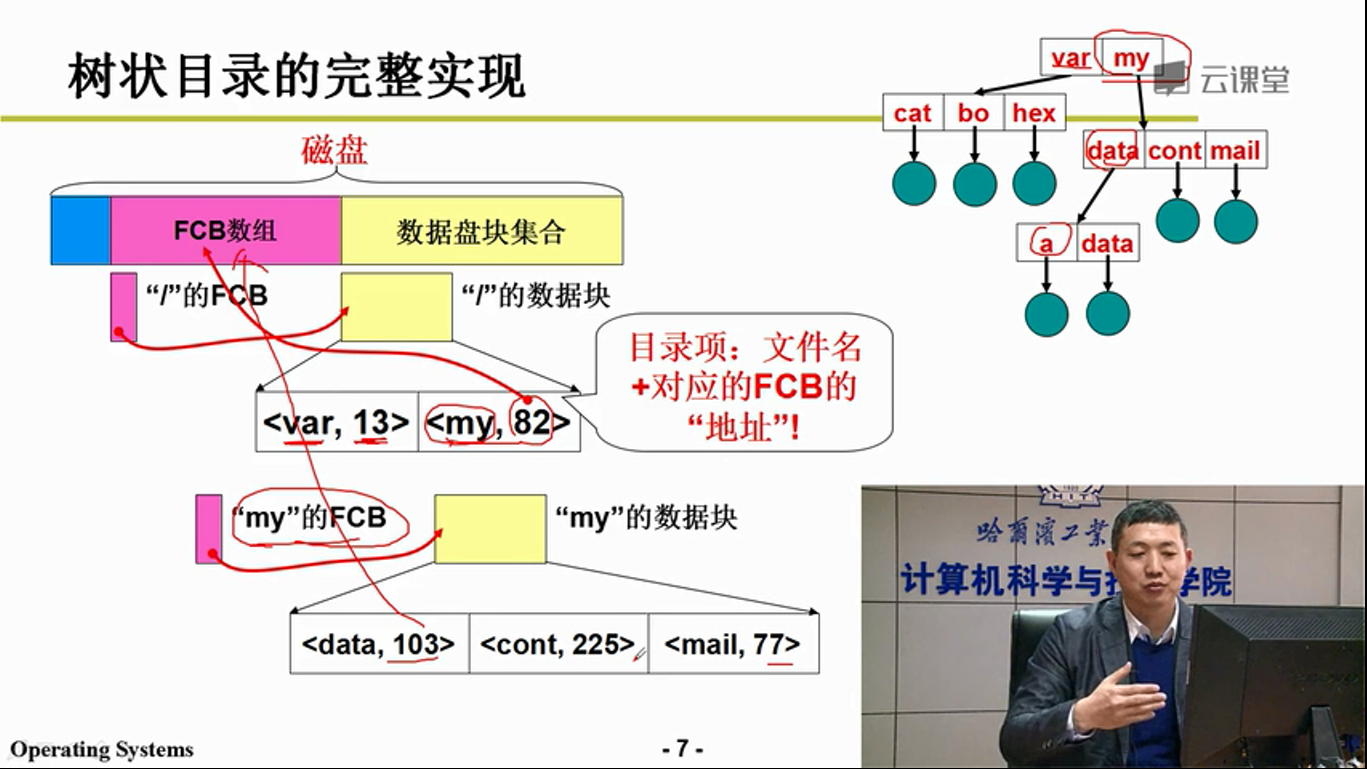 树状目录的完整实现
var my
云课堂
cat bo hex
data cont mail
a data
磁盘
FCB数组 数据盘块集合
“/”的FCB “/”的数据块
目录项：文件名
+对应的FCB的
“地址”!
<var, 13> <my, 82>
“my”的FCB “my”的数据块
<data, 103> <cont, 225> <mail, 77>
HIT
哈爾濱工業
计算机科学与技 学院
Operating Systems
- 7 -